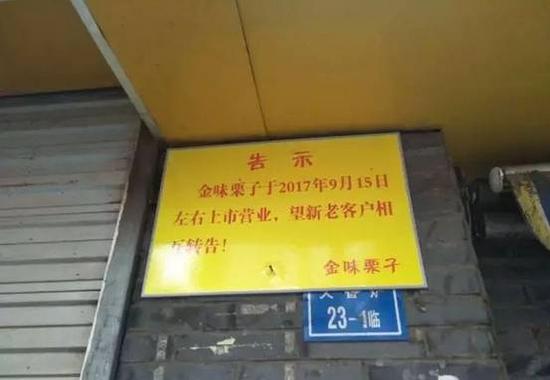 告示
金味栗子于2017年9月15日
左右上市营业，望新老客户相
互转告！
金味栗子
23-1临